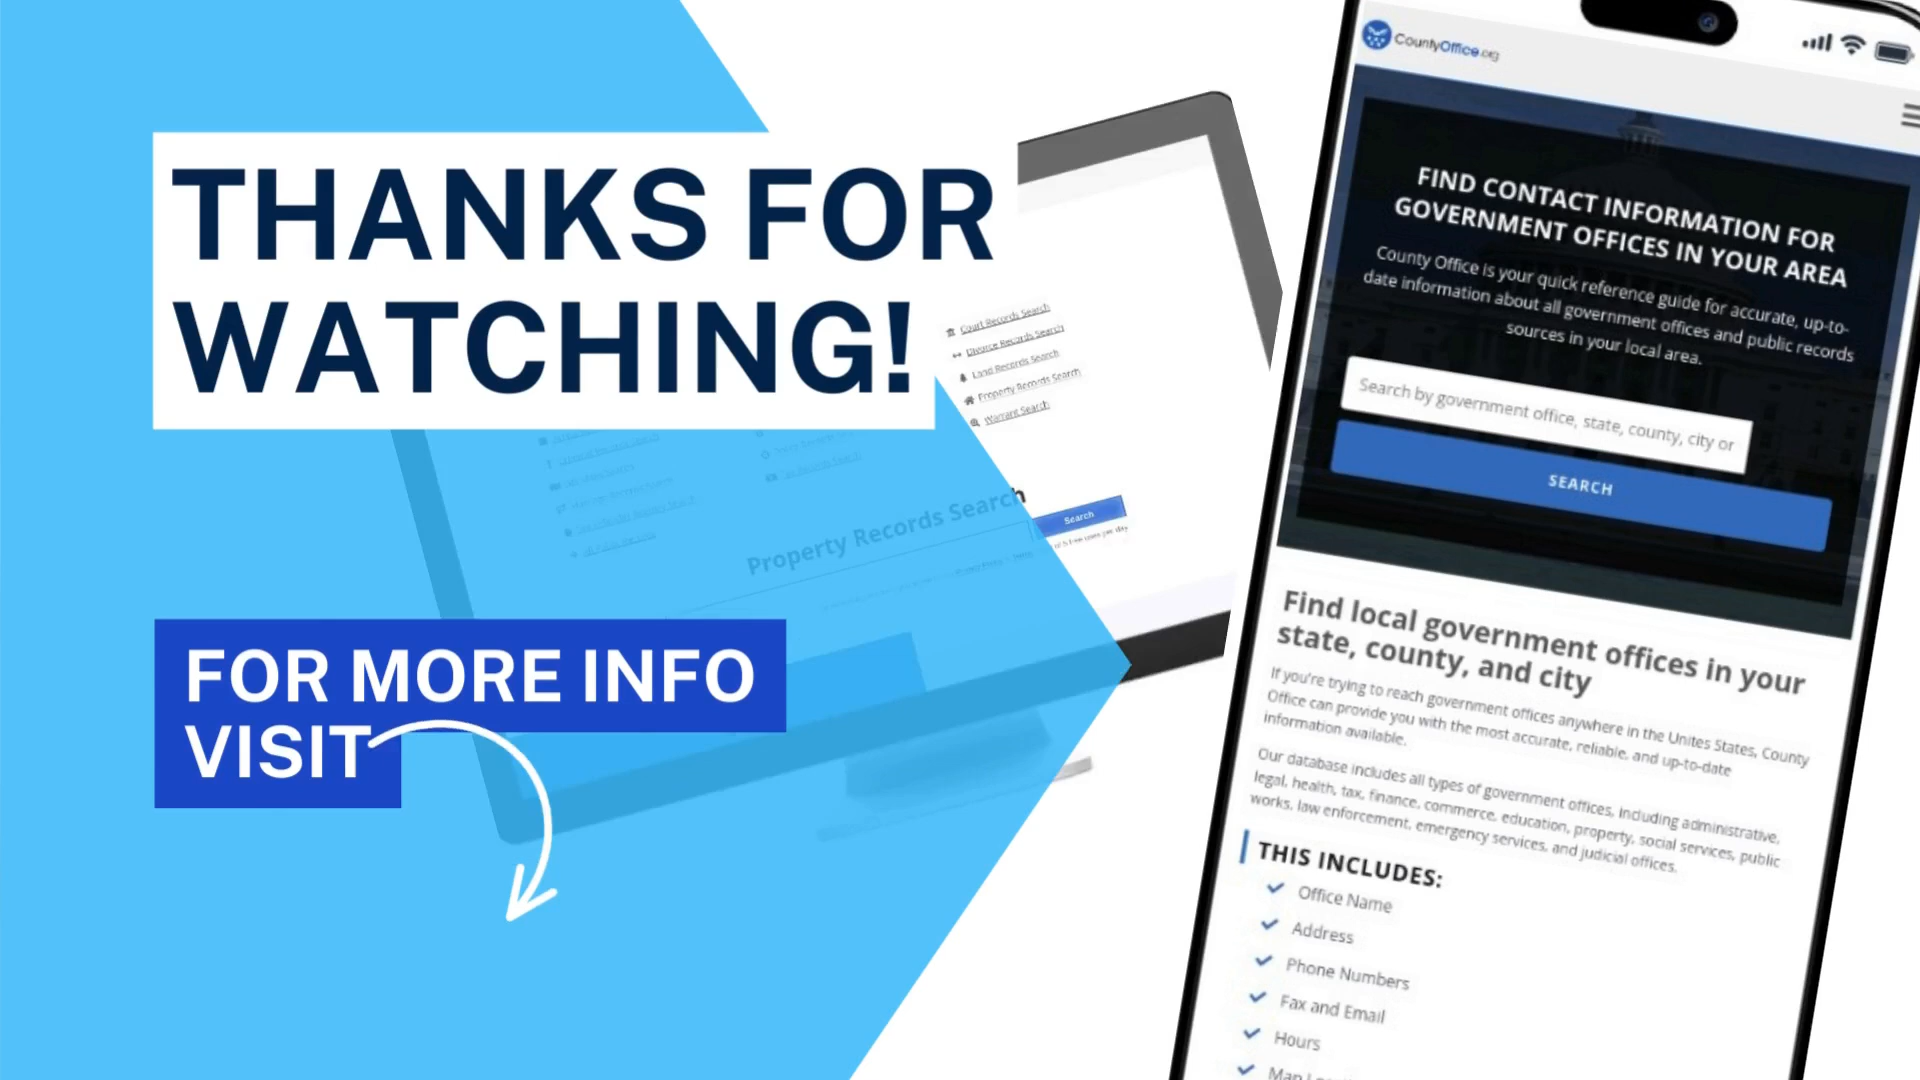 THANKS FOR
WATCHING!
FOR MORE INFO
VISIT
Court Records Search
Divorce Records Search
Land Records Search
Property Records Search
Warrant Search
Property Records Search
Search
CountyOffice.org
FIND CONTACT INFORMATION FOR
GOVERNMENT OFFICES IN YOUR AREA
County Office is your quick reference guide for accurate, up-to-
date information about all government offices and public records
sources in your local area.
Search by government office, state, county, city or
SEARCH
Find local government offices in your
state, county, and city
If you're trying to reach government offices anywhere in the Unites States, County
Office can provide you with the most accurate, reliable, and up-to-date
information available.
Our database includes all types of government offices, including administrative,
legal, health, tax, finance, commerce, education, property, social services, public
works, law enforcement, emergency services, and judicial offices.
THIS INCLUDES:
Office Name
Address
Phone Numbers
Fax and Email
Hours